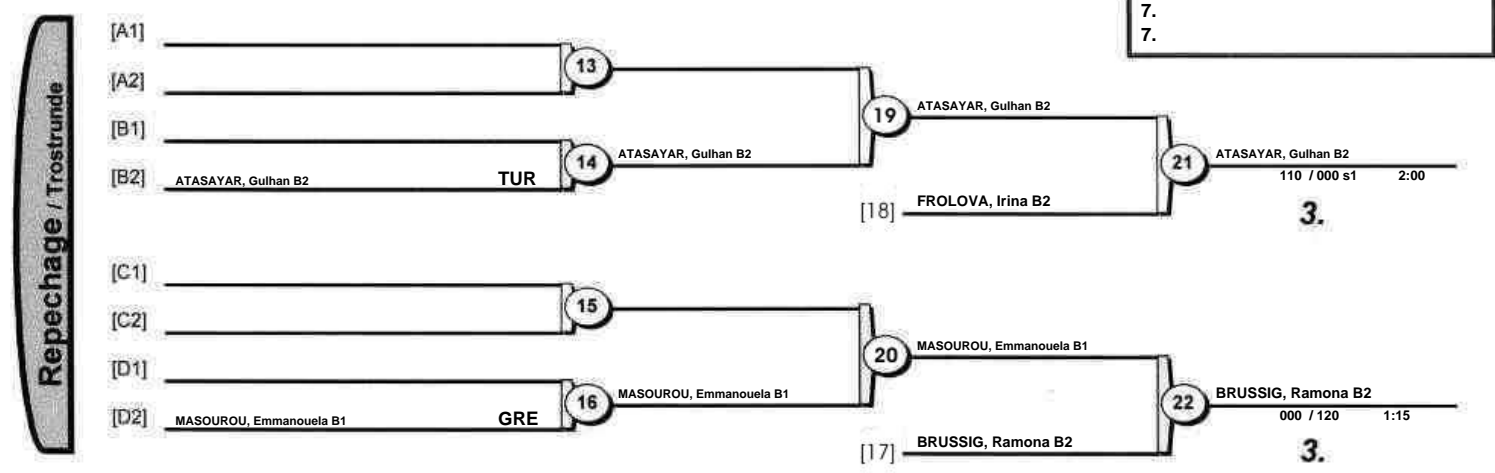 7.
7.
Repechage / Trostrunde
[A1]
13
[A2]
[B1]
19
ATASAYAR, Gulhan B2
14
ATASAYAR, Gulhan B2
[B2]
ATASAYAR, Gulhan B2
TUR
21
ATASAYAR, Gulhan B2
110 / 000 s1 2:00
[18]
FROLOVA, Irina B2
3.
[C1]
15
[C2]
[D1]
20
MASOUROU, Emmanouela B1
16
MASOUROU, Emmanouela B1
[D2]
MASOUROU, Emmanouela B1
GRE
22
BRUSSIG, Ramona B2
000 / 120 1:15
[17]
BRUSSIG, Ramona B2
3.